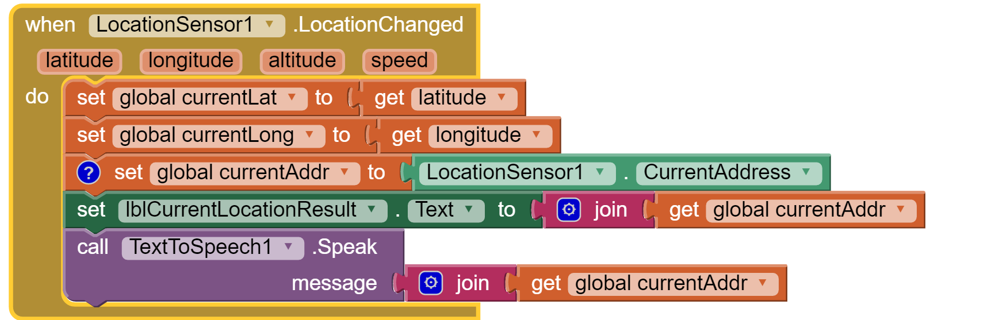 when LocationSensor1 .LocationChanged
latitude longitude altitude speed
do set global currentLat to get latitude
set global currentLong to get longitude
? set global currentAddr to LocationSensor1 . CurrentAddress
set lblCurrentLocationResult . Text to join get global currentAddr
call TextToSpeech1 .Speak
message join get global currentAddr